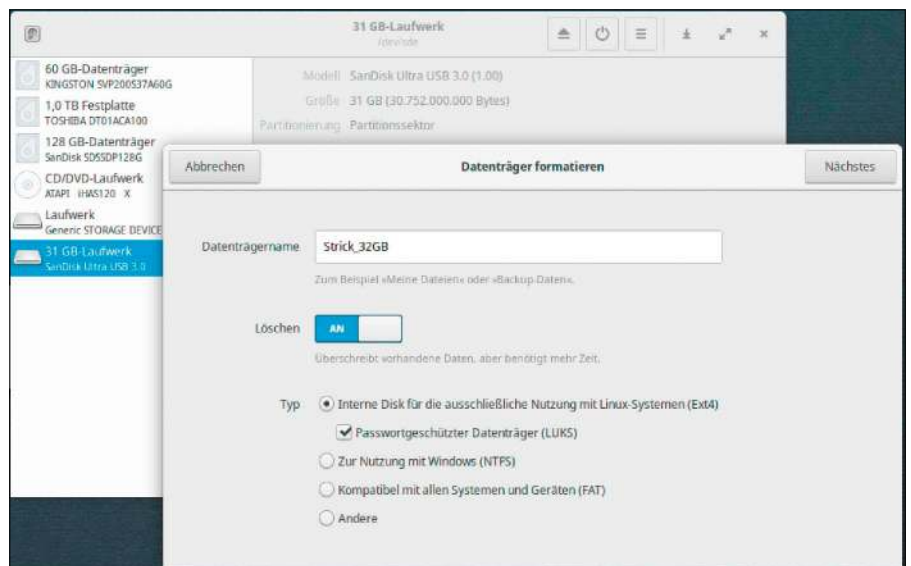 31 GB-Laufwerk
/dev/sde
60 GB-Datenträger
KINGSTON SVP200S37A60G
1,0 TB Festplatte
TOSHIBA DT01ACA100
128 GB-Datenträger
SanDisk SDSSDP128G
CD/DVD-Laufwerk
ATAPI iHAS120 X
Laufwerk
Generic STORAGE DEVICE
31 GB-Laufwerk
SanDisk Ultra USB 3.0
Modell SanDisk Ultra USB 3.0 (1.00)
Größe 31 GB (30.752.000.000 Bytes)
Partitionierung Partitionssektor
Abbrechen Datenträger formatieren Nächstes
Datenträgername Strick_32GB
Zum Beispiel »Meine Dateien« oder »Backup-Daten«.
Löschen AN
Überschreibt vorhandene Daten, aber benötigt mehr Zeit.
Typ Interne Disk für die ausschließliche Nutzung mit Linux-Systemen (Ext4)
Passwortgeschützter Datenträger (LUKS)
Zur Nutzung mit Windows (NTFS)
Kompatibel mit allen Systemen und Geräten (FAT)
Andere